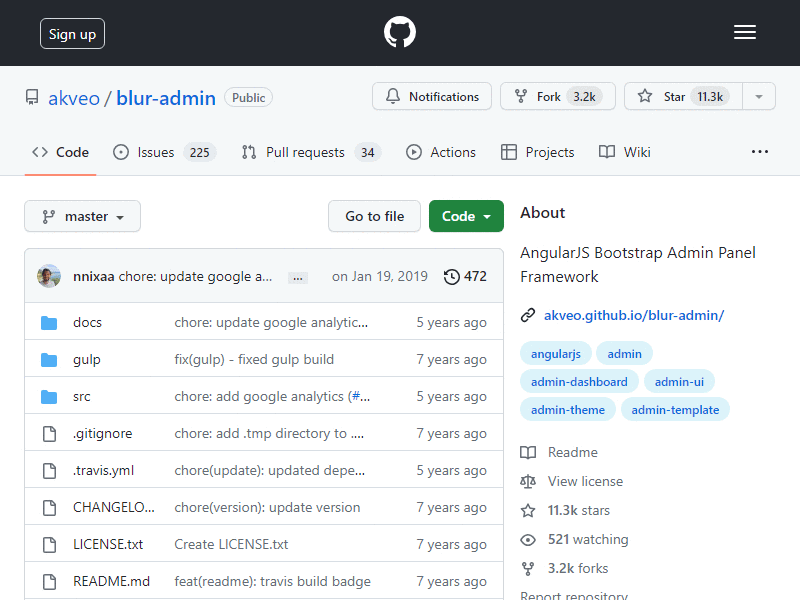 Sign up
akveo / blur-admin Public
Notifications
Fork 3.2k
Star 11.3k
Code
Issues 225
Pull requests 34
Actions
Projects
Wiki
master
Go to file
Code
nnixaa chore: update google a... ... on Jan 19, 2019 472
docs chore: update google analytic... 5 years ago
gulp fix(gulp) - fixed gulp build 7 years ago
src chore: add google analytics (#... 5 years ago
.gitignore chore: add .tmp directory to .... 7 years ago
.travis.yml chore(update): updated depe... 5 years ago
CHANGELO... chore(version): update version 7 years ago
LICENSE.txt Create LICENSE.txt 7 years ago
README.md feat(readme): travis build badge 7 years ago
About
AngularJS Bootstrap Admin Panel
Framework
akveo.github.io/blur-admin/
angularjs admin
admin-dashboard admin-ui
admin-theme admin-template
Readme
View license
11.3k stars
521 watching
3.2k forks
Report repository